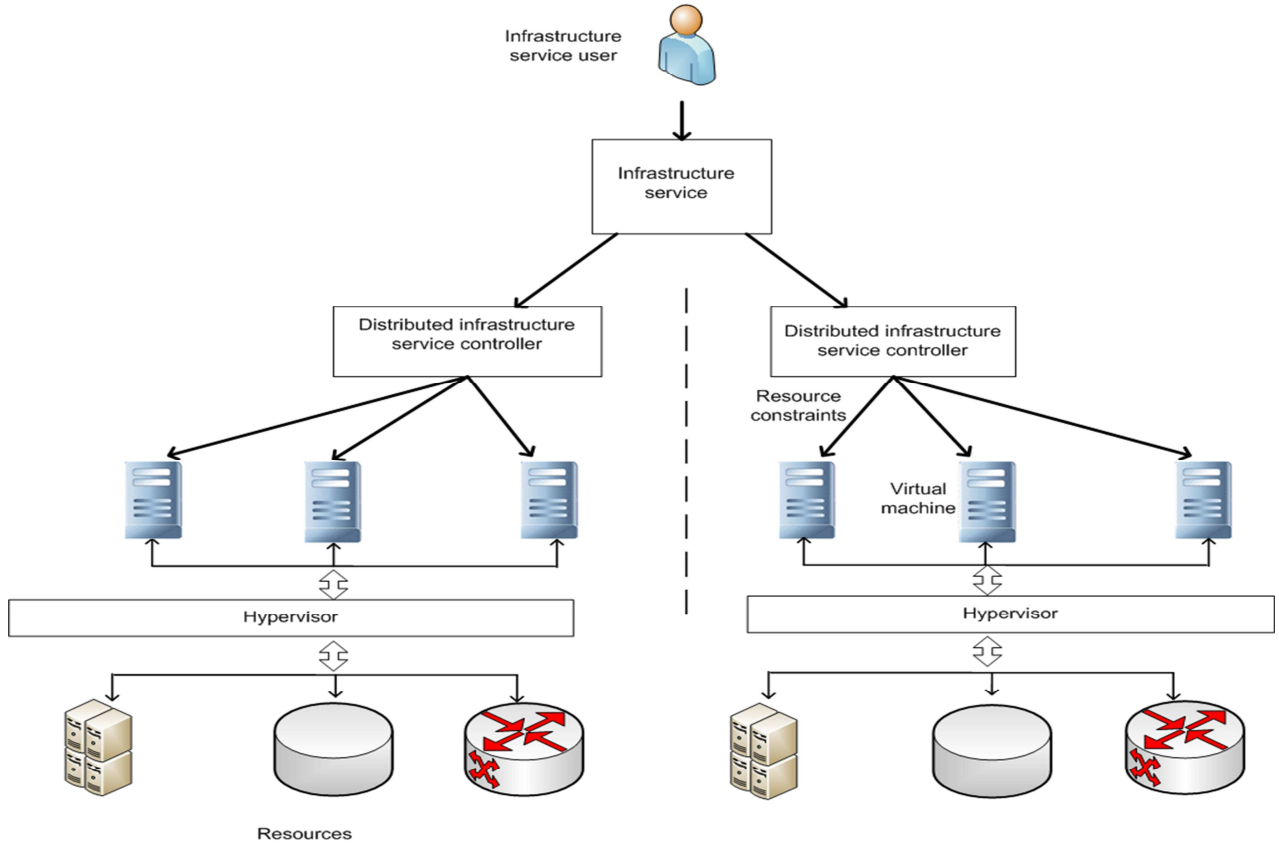 Infrastructure
service user
Infrastructure
service
Distributed infrastructure
service controller
Distributed infrastructure
service controller
Resource
constraints
Virtual
machine
Hypervisor
Hypervisor
Resources